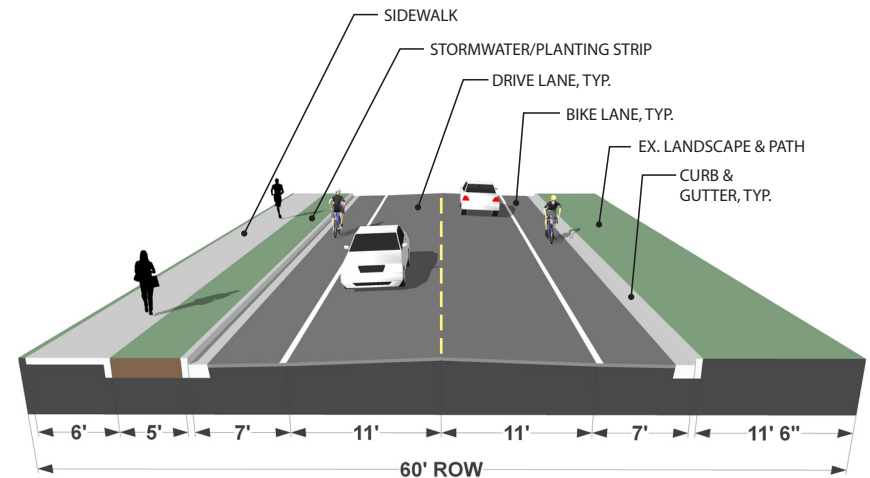 SIDEWALK
STORMWATER/PLANTING STRIP
DRIVE LANE, TYP.
BIKE LANE, TYP.
EX. LANDSCAPE & PATH
CURB &
GUTTER, TYP.
6' 5' 7' 11' 11' 7' 11' 6"
60' ROW